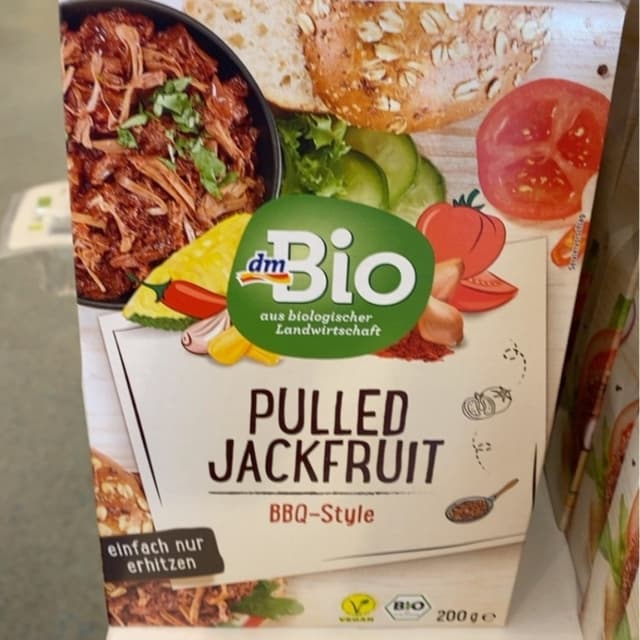 dm
Bio
aus biologischer
Landwirtschaft
PULLED
JACKFRUIT
BBQ-Style
einfach nur
erhitzen
VEGAN
BIO
200 g e